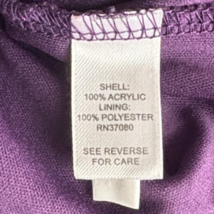 SHELL:
100% ACRYLIC
LINING:
100% POLYESTER
RN37080
SEE REVERSE
FOR CARE